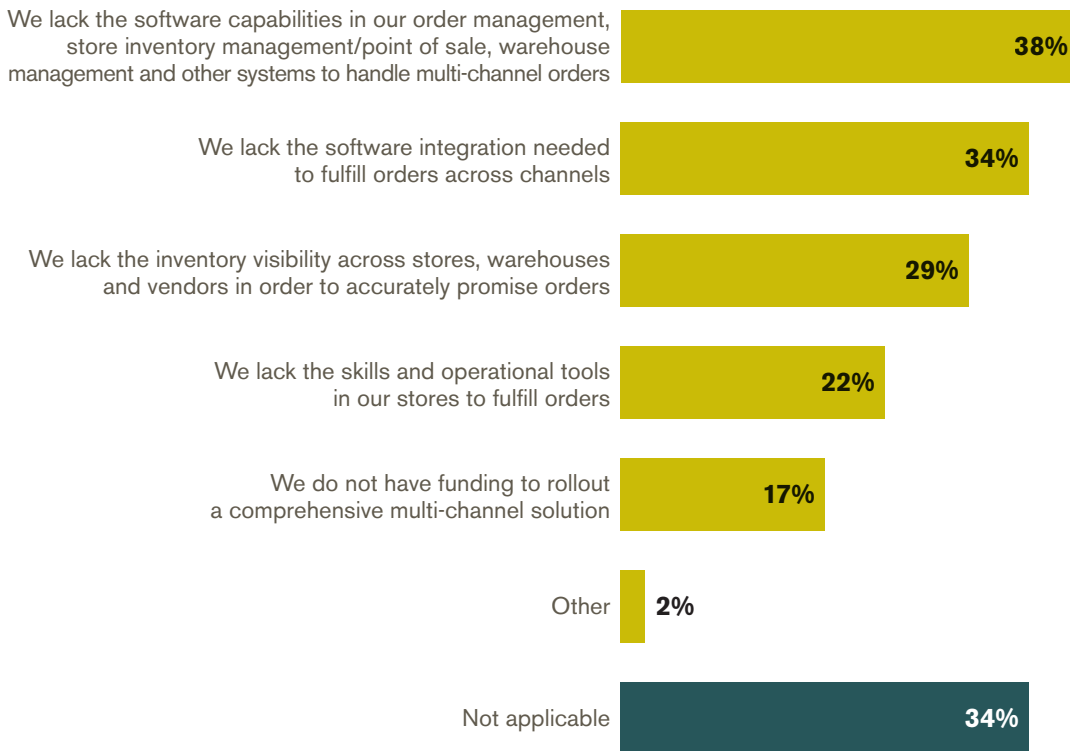 We lack the software capabilities in our order management,
store inventory management/point of sale, warehouse
management and other systems to handle multi-channel orders
38%
We lack the software integration needed
to fulfill orders across channels
34%
We lack the inventory visibility across stores, warehouses
and vendors in order to accurately promise orders
29%
We lack the skills and operational tools
in our stores to fulfill orders
22%
We do not have funding to rollout
a comprehensive multi-channel solution
17%
Other
2%
Not applicable
34%